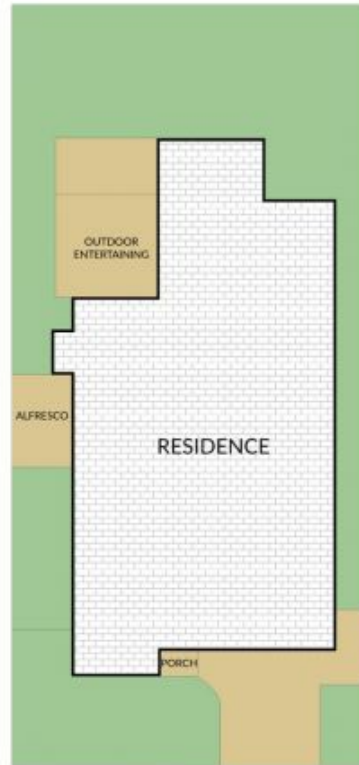 OUTDOOR
ENTERTAINING
ALFRESCO
RESIDENCE
PORCH